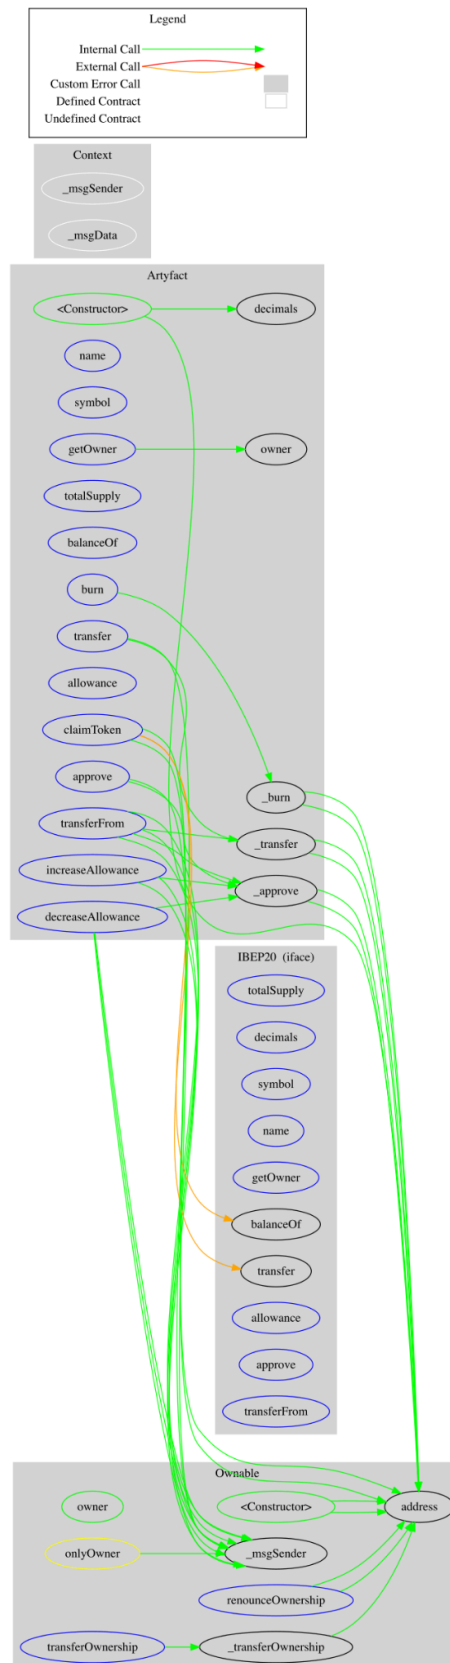 Legend
Internal Call
External Call
Custom Error Call
Defined Contract
Undefined Contract
Context
_msgSender
_msgData
Artyfact
<Constructor>
decimals
name
symbol
getOwner
owner
totalSupply
balanceOf
burn
transfer
allowance
claimToken
approve
_burn
transferFrom
_transfer
increaseAllowance
_approve
decreaseAllowance
IBEP20 (iface)
totalSupply
decimals
symbol
name
getOwner
balanceOf
transfer
allowance
approve
transferFrom
Ownable
owner
<Constructor>
address
onlyOwner
_msgSender
renounceOwnership
transferOwnership
_transferOwnership